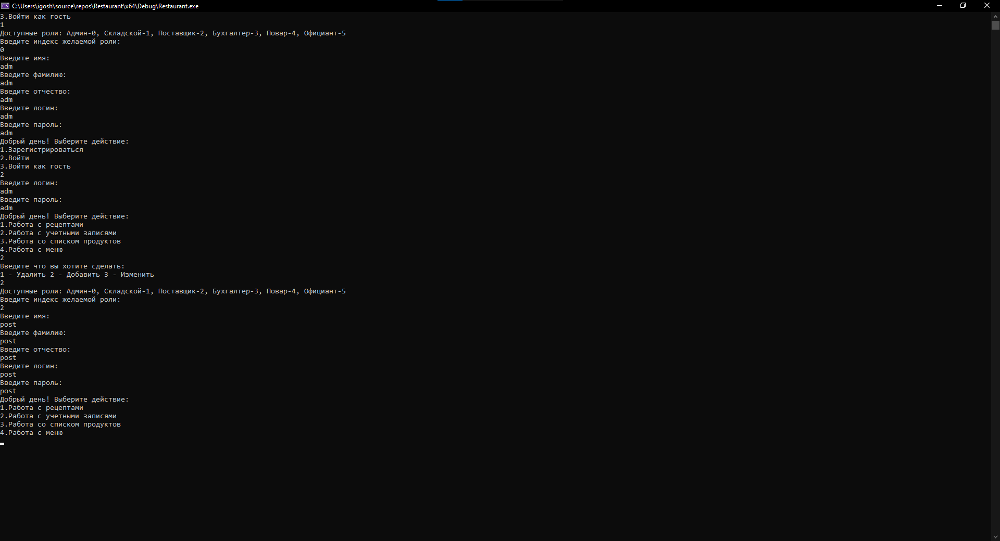 C:\Users\igosh\source\repos\Restaurant\x64\Debug\Restaurant.exe
3.Войти как гость
1
Доступные роли: Админ-0, Складской-1, Поставщик-2, Бухгалтер-3, Повар-4, Официант-5
Введите индекс желаемой роли:
0
Введите имя:
adm
Введите фамилию:
adm
Введите отчество:
adm
Введите логин:
adm
Введите пароль:
adm
Добрый день! Выберите действие:
1.Зарегистрироваться
2.Войти
3.Войти как гость
2
Введите логин:
adm
Введите пароль:
adm
Добрый день! Выберите действие:
1.Работа с рецептами
2.Работа с учетными записями
3.Работа со списком продуктов
4.Работа с меню
2
Введите что вы хотите сделать:
1 - Удалить 2 - Добавить 3 - Изменить
2
Доступные роли: Админ-0, Складской-1, Поставщик-2, Бухгалтер-3, Повар-4, Официант-5
Введите индекс желаемой роли:
2
Введите имя:
post
Введите фамилию:
post
Введите отчество:
post
Введите логин:
post
Введите пароль:
post
Добрый день! Выберите действие:
1.Работа с рецептами
2.Работа с учетными записями
3.Работа со списком продуктов
4.Работа с меню